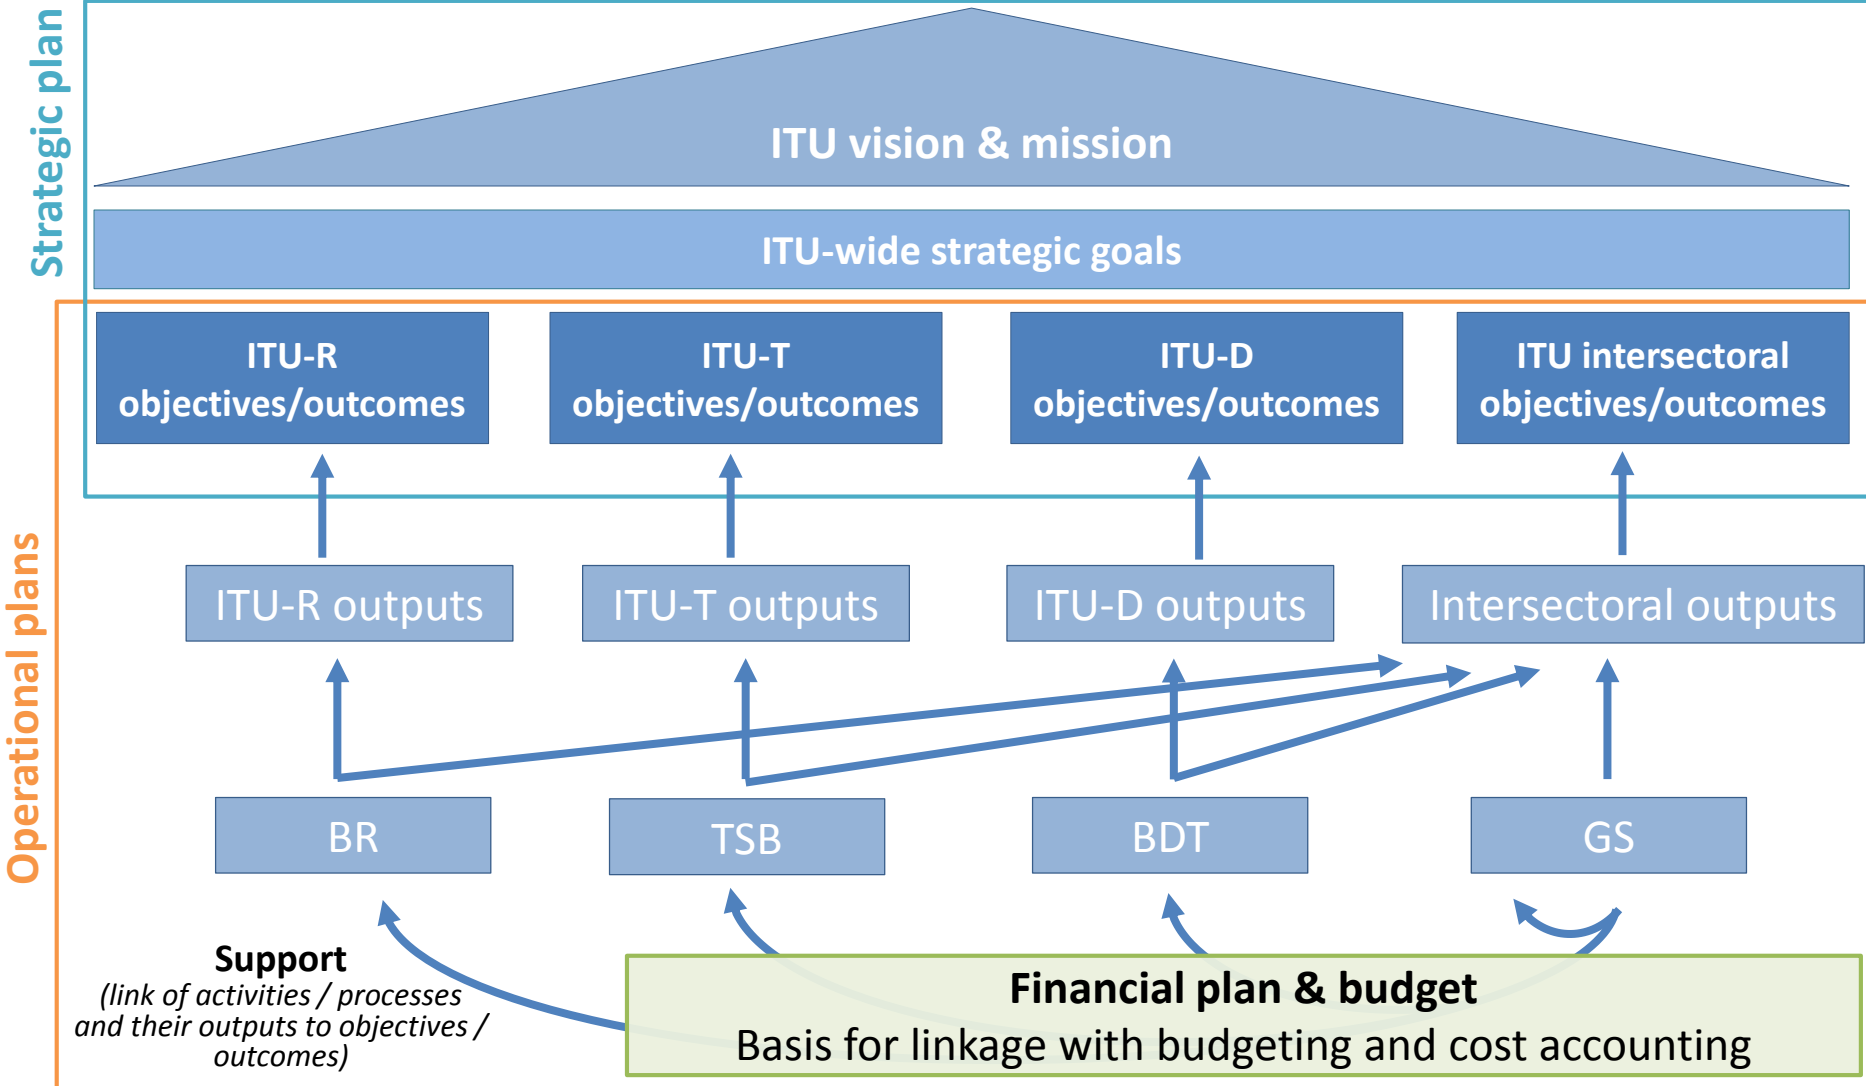 Strategic plan
ITU vision & mission
ITU-wide strategic goals
ITU-R
objectives/outcomes
ITU-T
objectives/outcomes
ITU-D
objectives/outcomes
ITU intersectoral
objectives/outcomes
Operational plans
ITU-R outputs
ITU-T outputs
ITU-D outputs
Intersectoral outputs
BR
TSB
BDT
GS
Support
(link of activities / processes
and their outputs to objectives /
outcomes)
Financial plan & budget
Basis for linkage with budgeting and cost accounting